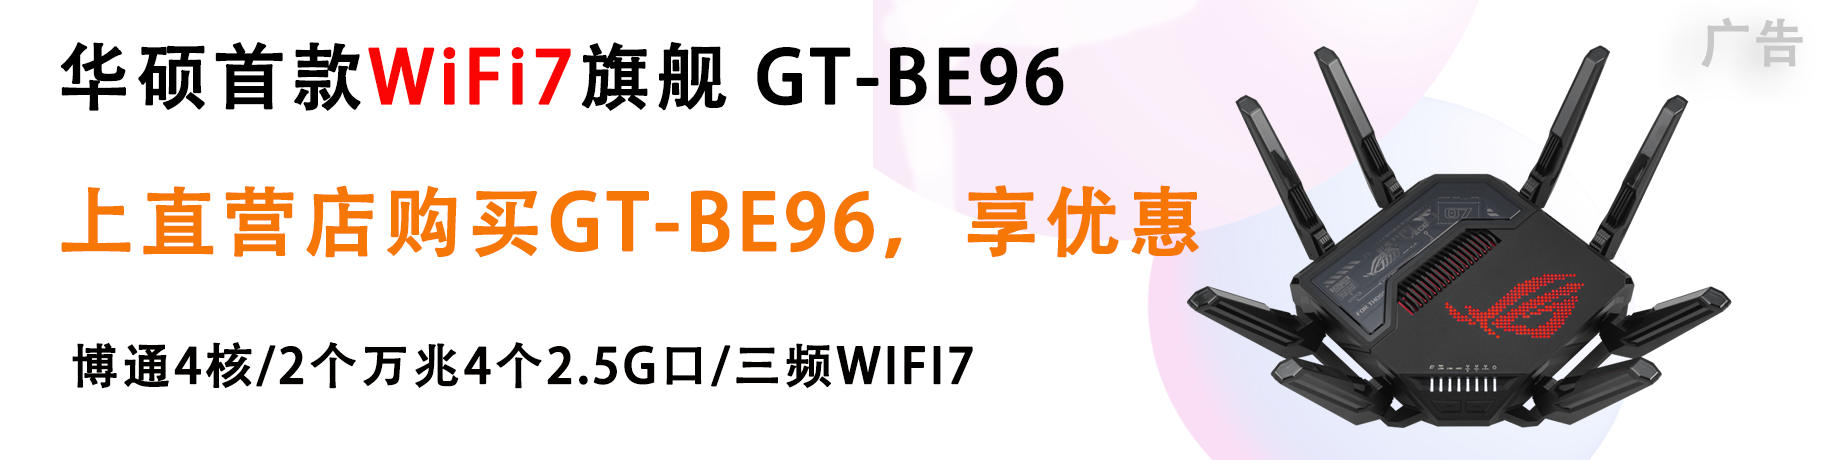 华硕首款WiFi7旗舰 GT-BE96
广告
上直营店购买GT-BE96，享优惠
博通4核/2个万兆4个2.5G口/三频WIFI7